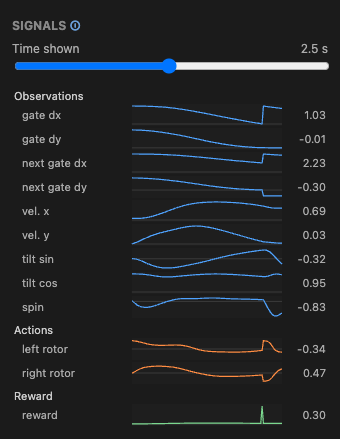 SIGNALS ⓘ
Time shown 2.5 s
Observations
gate dx 1.03
gate dy -0.01
next gate dx 2.23
next gate dy -0.30
vel. x 0.69
vel. y 0.03
tilt sin -0.32
tilt cos 0.95
spin -0.83
Actions
left rotor -0.34
right rotor 0.47
Reward
reward 0.30